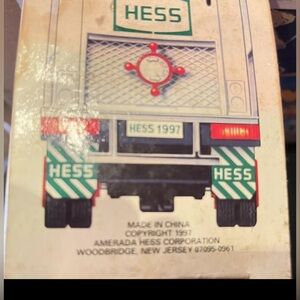 HESS
HESS 1997
HESS HESS
MADE IN CHINA
COPYRIGHT 1997
AMERADA HESS CORPORATION
WOODBRIDGE, NEW JERSEY 07095-0961